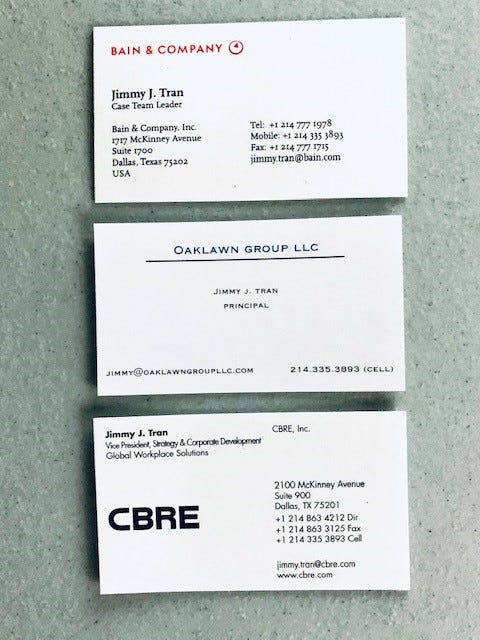 BAIN & COMPANY
Jimmy J. Tran
Case Team Leader
Bain & Company, Inc.
1717 McKinney Avenue
Suite 1700
Dallas, Texas 75202
USA
Tel: +1 214 777 1978
Mobile: +1 214 335 3893
Fax: +1 214 777 1715
jimmy.tran@bain.com
OAKLAWN GROUP LLC
JIMMY J. TRAN
PRINCIPAL
JIMMY@OAKLAWNGROUPLLC.COM
214.335.3893 (CELL)
Jimmy J. Tran
Vice President, Strategy & Corporate Development
Global Workplace Solutions
CBRE
CBRE, Inc.
2100 McKinney Avenue
Suite 900
Dallas, TX 75201
+1 214 863 4212 Dir
+1 214 863 3125 Fax
+1 214 335 3893 Cell
jimmy.tran@cbre.com
www.cbre.com